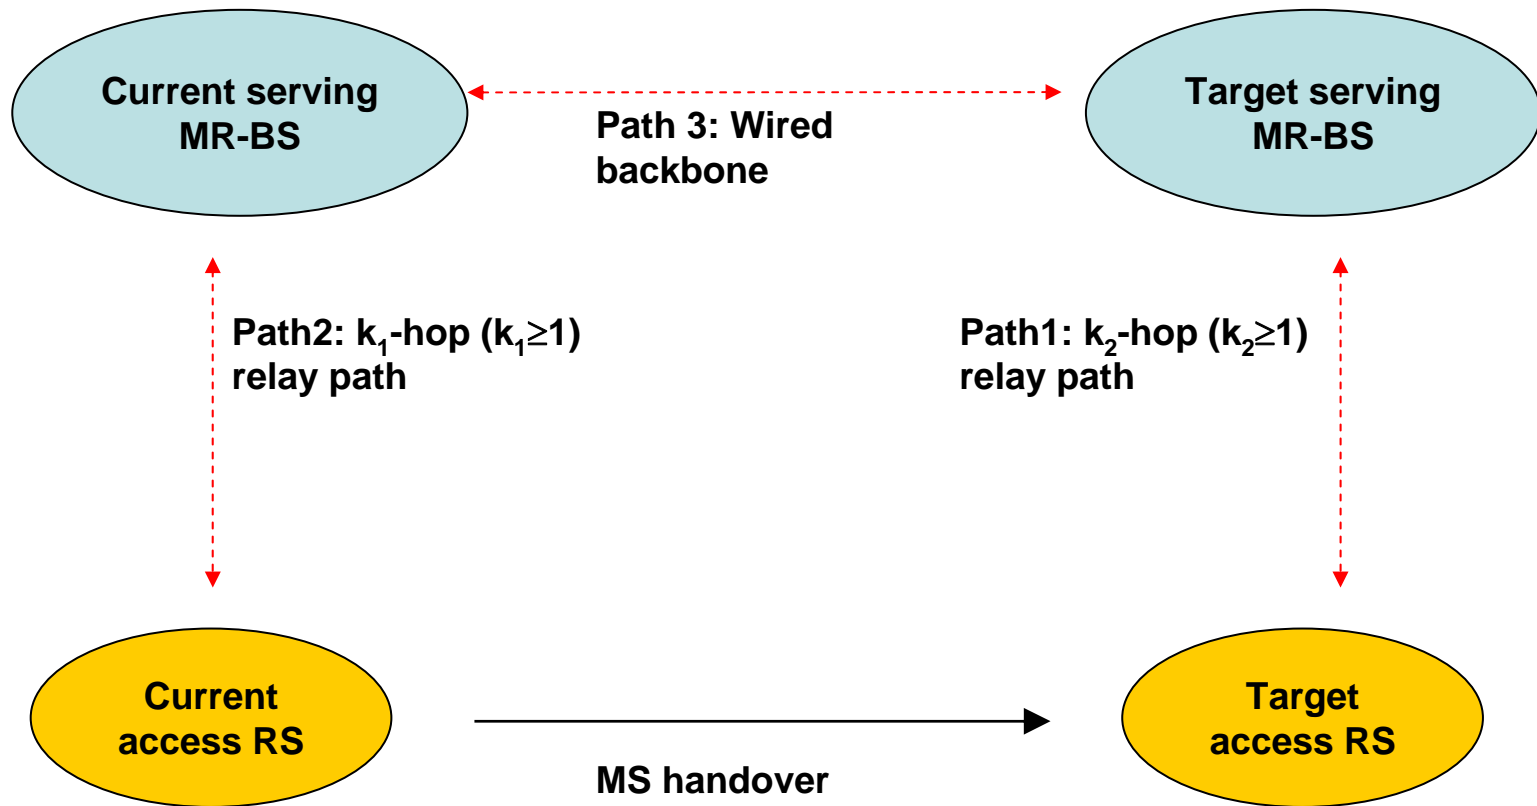 Current serving
MR-BS
Target serving
MR-BS
Path 3: Wired
backbone
Path2: k₁-hop (k₁≥1)
relay path
Path1: k₂-hop (k₂≥1)
relay path
Current
access RS
Target
access RS
MS handover